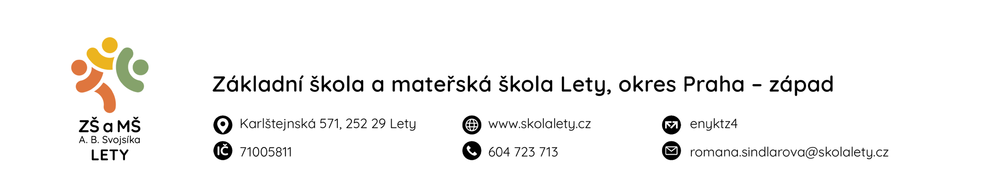 ZŠ a MŠ
A. B. Svojsíka
LETY
Základní škola a mateřská škola Lety, okres Praha – západ
Karlštejnská 571, 252 29 Lety
www.skolalety.cz
enyktz4
IČ 71005811
604 723 713
romana.sindlarova@skolalety.cz